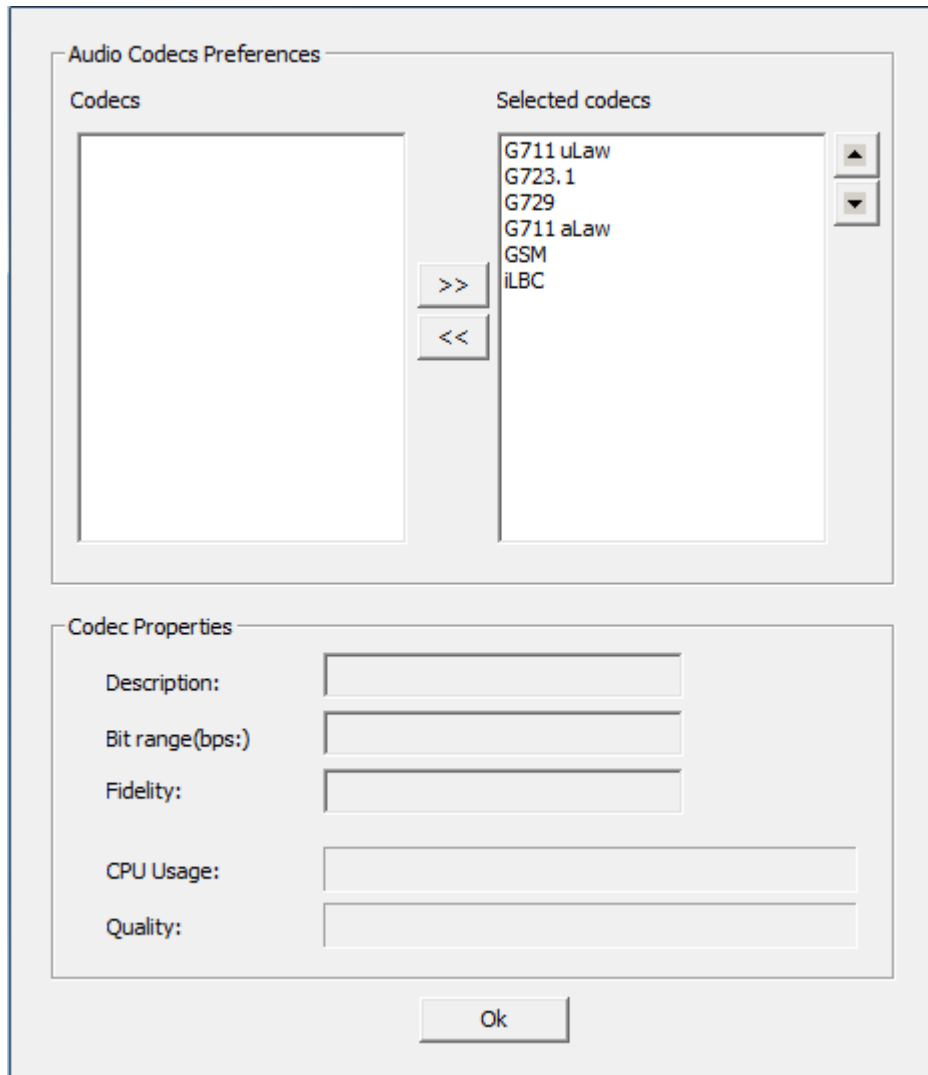 Audio Codecs Preferences
Codecs
Selected codecs
G711 uLaw
G723.1
G729
G711 aLaw
GSM
iLBC
>>
<<
Codec Properties
Description:
Bit range(bps:)
Fidelity:
CPU Usage:
Quality:
Ok